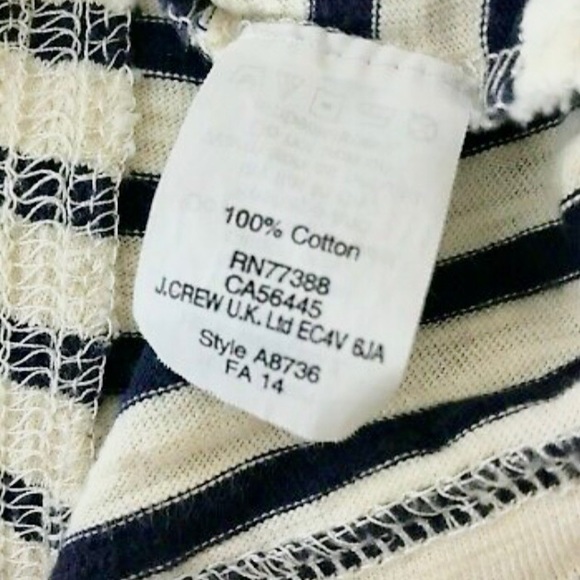 100% Cotton
RN77388
CA56445
J.CREW U.K. Ltd EC4V 6JA
Style A8736
FA 14